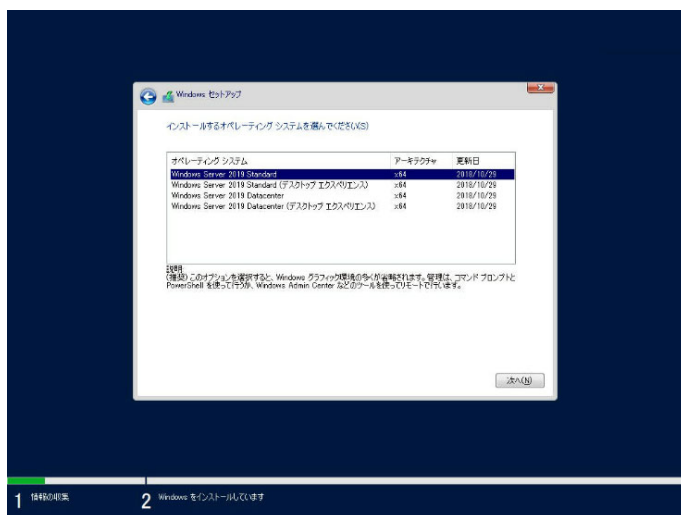 Windows セットアップ
インストールするオペレーティング システムを選んでください(S)
オペレーティング システム アーキテクチャ 更新日
Windows Server 2019 Standard x64 2018/10/29
Windows Server 2019 Standard (デスクトップ エクスペリエンス) x64 2018/10/29
Windows Server 2019 Datacenter x64 2018/10/29
Windows Server 2019 Datacenter (デスクトップ エクスペリエンス) x64 2018/10/29
説明:
(推奨) このオプションを選択すると、Windows グラフィック環境の多くが省略されます。管理は、コマンド プロンプトと
PowerShell を使って行うか、Windows Admin Center などのツールを使ってリモートで行います。
次へ(N)
1 情報の収集
2 Windows をインストールしています